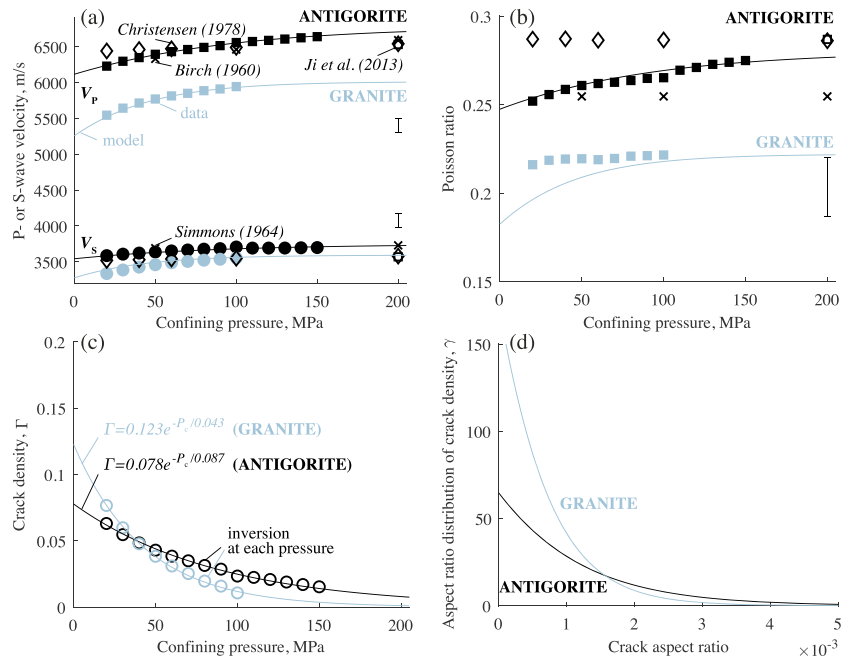 (a)
Christensen (1978)
ANTIGORITE
6500
Birch (1960)
Ji et al. (2013)
6000
V_P
GRANITE
data
5500
model
5000
4500
4000
Simmons (1964)
V_S
3500
P- or S-wave velocity, m/s
0 50 100 150 200
Confining pressure, MPa
(b)
0.3
ANTIGORITE
0.25
GRANITE
0.2
0.15
Poisson ratio
0 50 100 150 200
Confining pressure, MPa
(c)
0.2
0.15
Γ=0.123e^{-P_c/0.043} (GRANITE)
Γ=0.078e^{-P_c/0.087} (ANTIGORITE)
0.1
inversion
at each pressure
0.05
0
Crack density, Γ
0 50 100 150 200
Confining pressure, MPa
(d)
150
100
GRANITE
50
ANTIGORITE
0
Aspect ratio distribution of crack density, γ
0 1 2 3 4 5
Crack aspect ratio
×10^{-3}